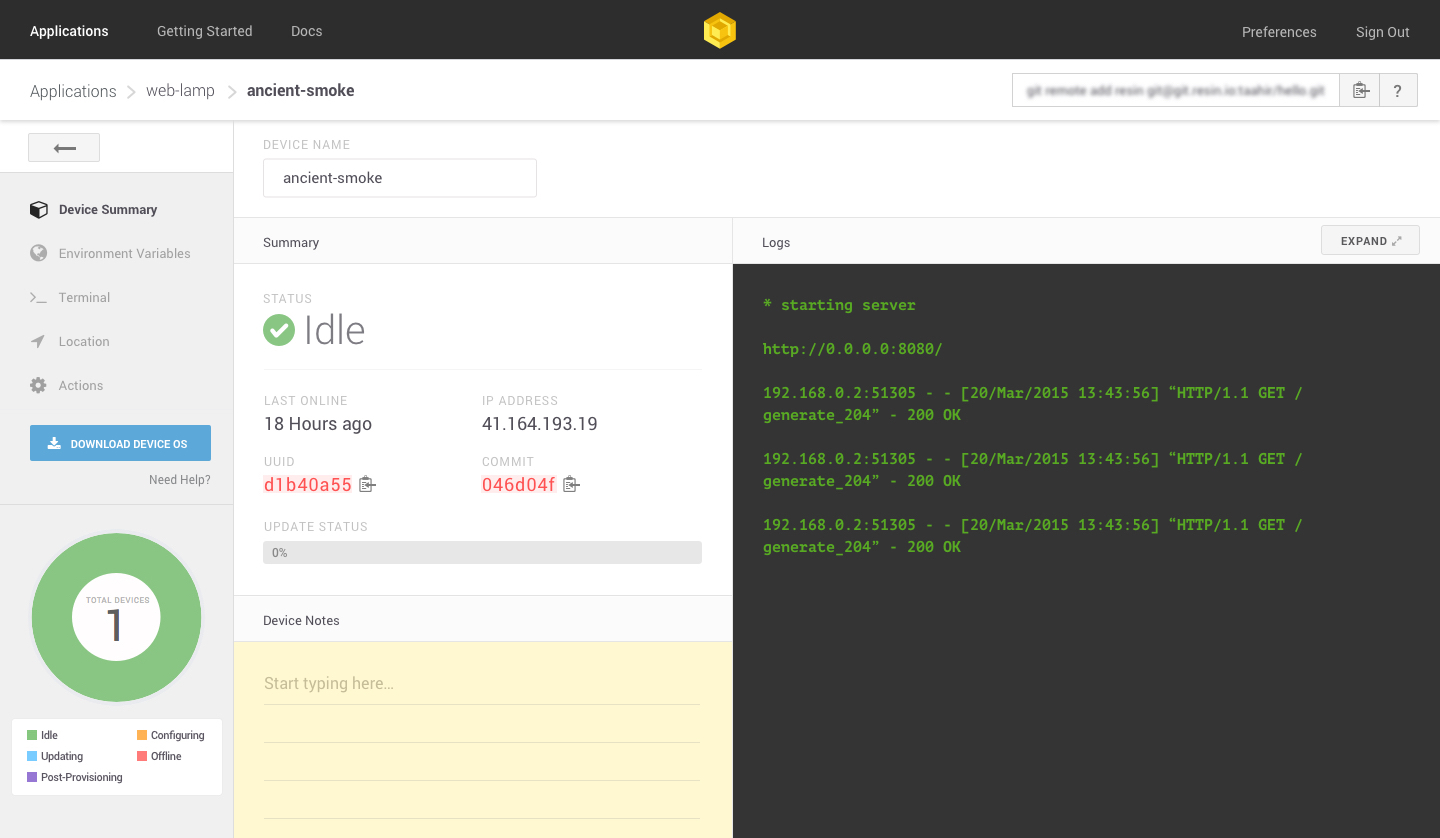 Applications
Getting Started
Docs
Preferences
Sign Out
Applications
web-lamp
ancient-smoke
git remote add resin git@git.resin.io:taahir/hello.git
?
DEVICE NAME
ancient-smoke
Device Summary
Environment Variables
Terminal
Location
Actions
DOWNLOAD DEVICE OS
Need Help?
TOTAL DEVICES
1
Idle
Configuring
Updating
Offline
Post-Provisioning
Summary
STATUS
Idle
LAST ONLINE
IP ADDRESS
18 Hours ago
41.164.193.19
UUID
COMMIT
d1b40a55
046d04f
UPDATE STATUS
0%
Device Notes
Start typing here...
Logs
EXPAND
* starting server
http://0.0.0.0:8080/
192.168.0.2:51305 - - [20/Mar/2015 13:43:56] “HTTP/1.1 GET /
generate_204” - 200 OK
192.168.0.2:51305 - - [20/Mar/2015 13:43:56] “HTTP/1.1 GET /
generate_204” - 200 OK
192.168.0.2:51305 - - [20/Mar/2015 13:43:56] “HTTP/1.1 GET /
generate_204” - 200 OK